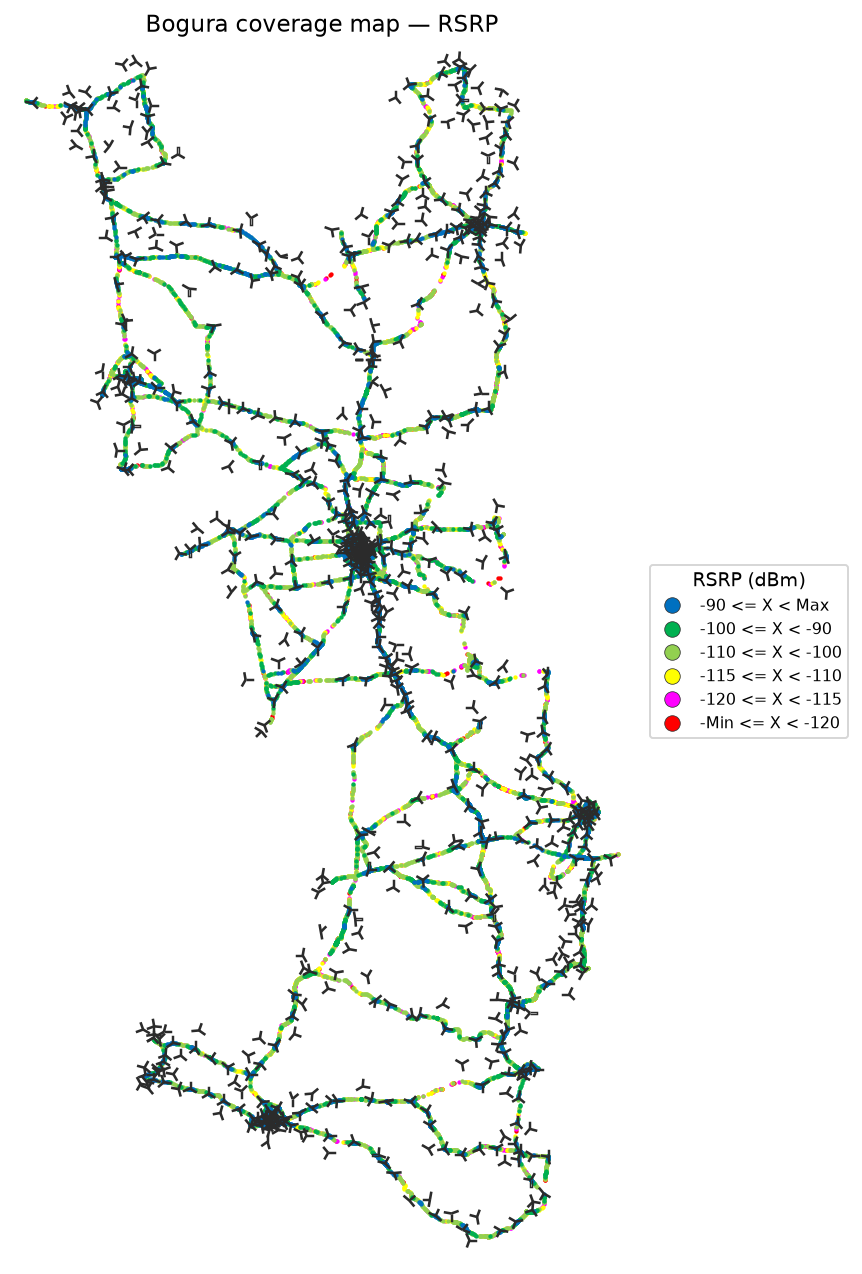 Bogura coverage map — RSRP
RSRP (dBm)
-90 <= X < Max
-100 <= X < -90
-110 <= X < -100
-115 <= X < -110
-120 <= X < -115
-Min <= X < -120